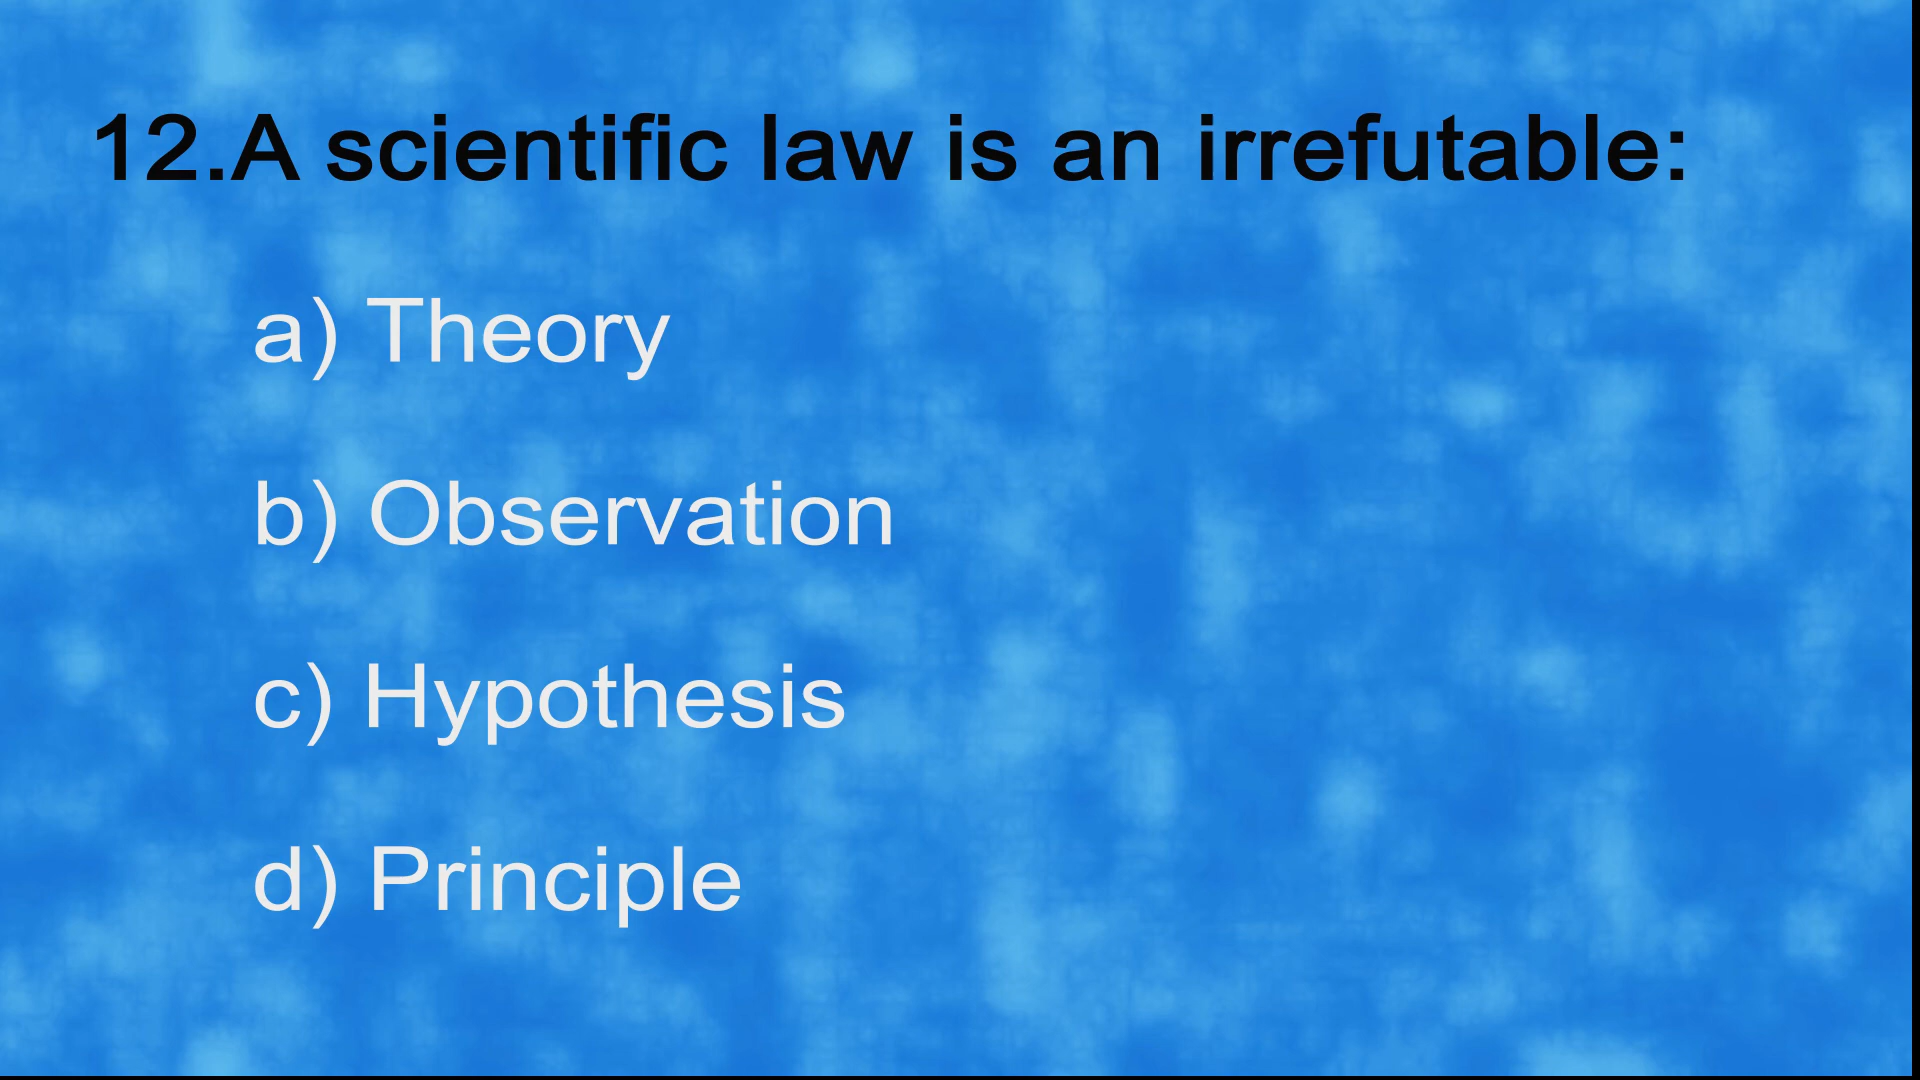 12.A scientific law is an irrefutable:
a) Theory
b) Observation
c) Hypothesis
d) Principle